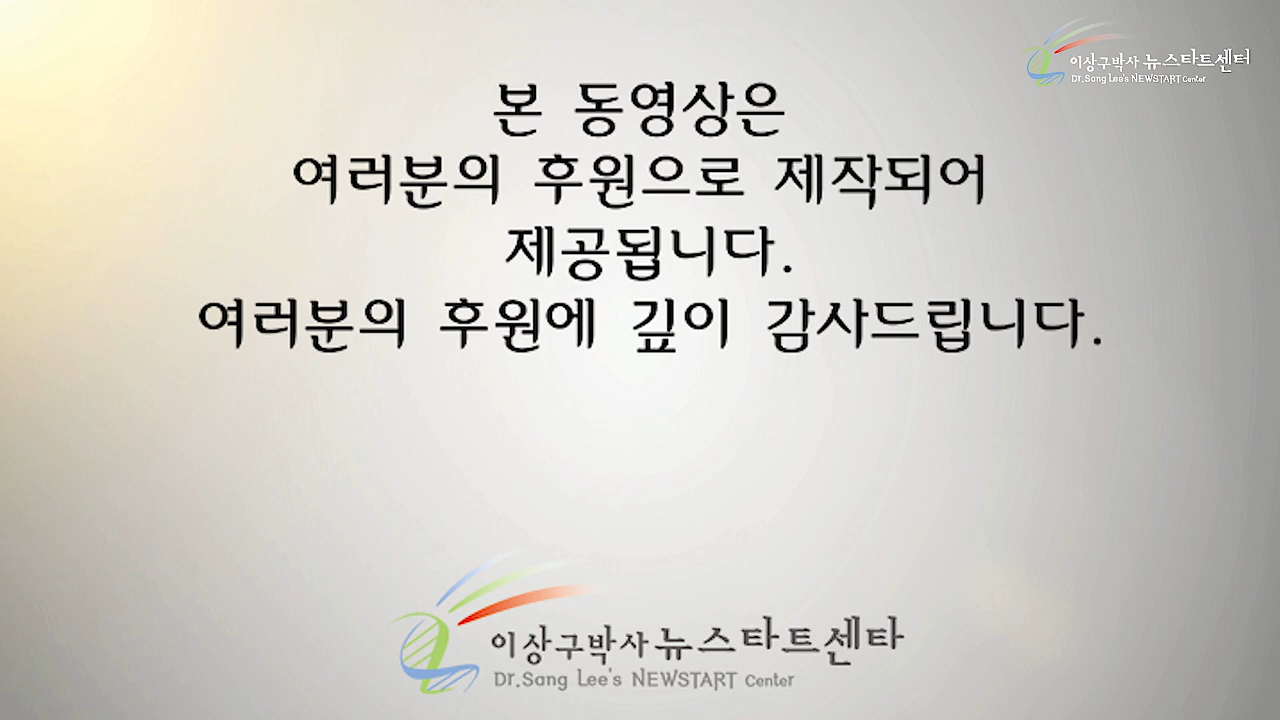 이상구박사 뉴스타트센터
Dr.Sang Lee's NEWSTART Center
본 동영상은
여러분의 후원으로 제작되어
제공됩니다.
여러분의 후원에 깊이 감사드립니다.
이상구박사 뉴스타트센타
Dr.Sang Lee's NEWSTART Center